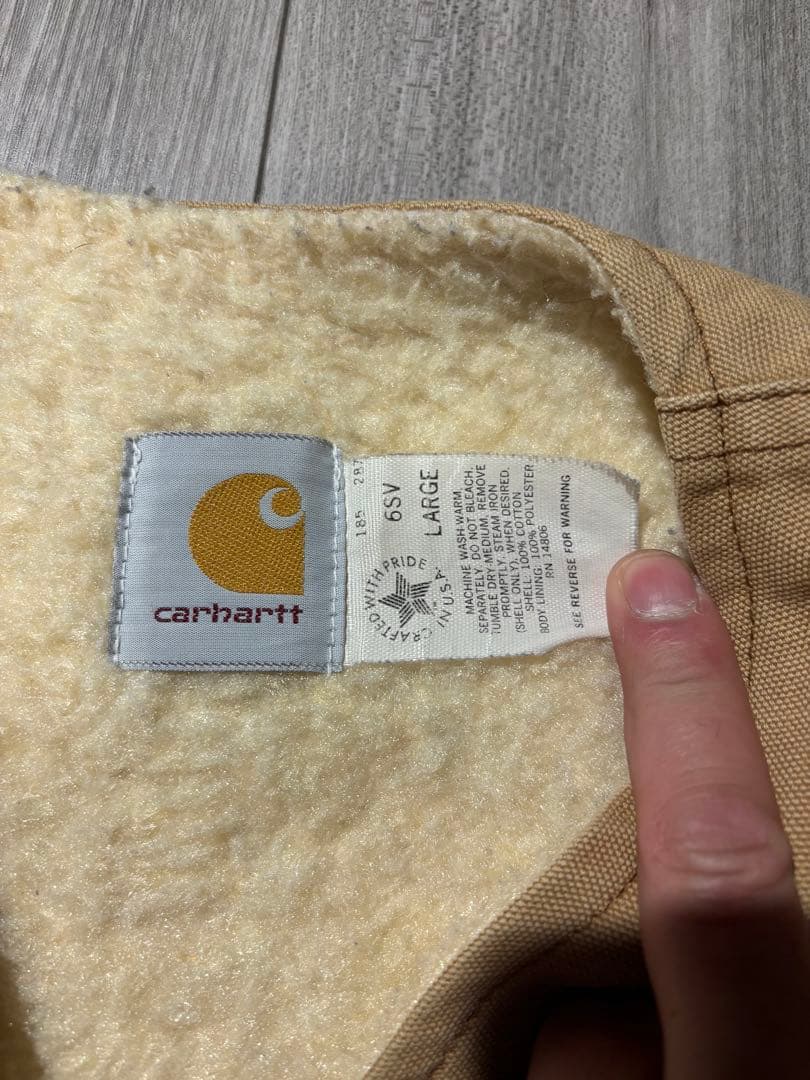 carhartt
185 287
6SV
LARGE
CRAFTED WITH PRIDE IN U.S.A.
MACHINE WASH-WARM.
SEPARATELY. DO NOT BLEACH.
TUMBLE DRY-MEDIUM. REMOVE
PROMPTLY. STEAM IRON
(SHELL ONLY), WHEN DESIRED.
SHELL: 100% COTTON
BODY LINING: 100% POLYESTER
RN 14806
SEE REVERSE FOR WARNING